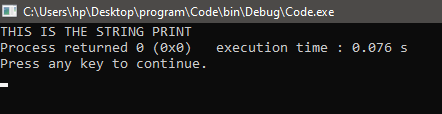 C:\Users\hp\Desktop\program\Code\bin\Debug\Code.exe
THIS IS THE STRING PRINT
Process returned 0 (0x0)   execution time : 0.076 s
Press any key to continue.